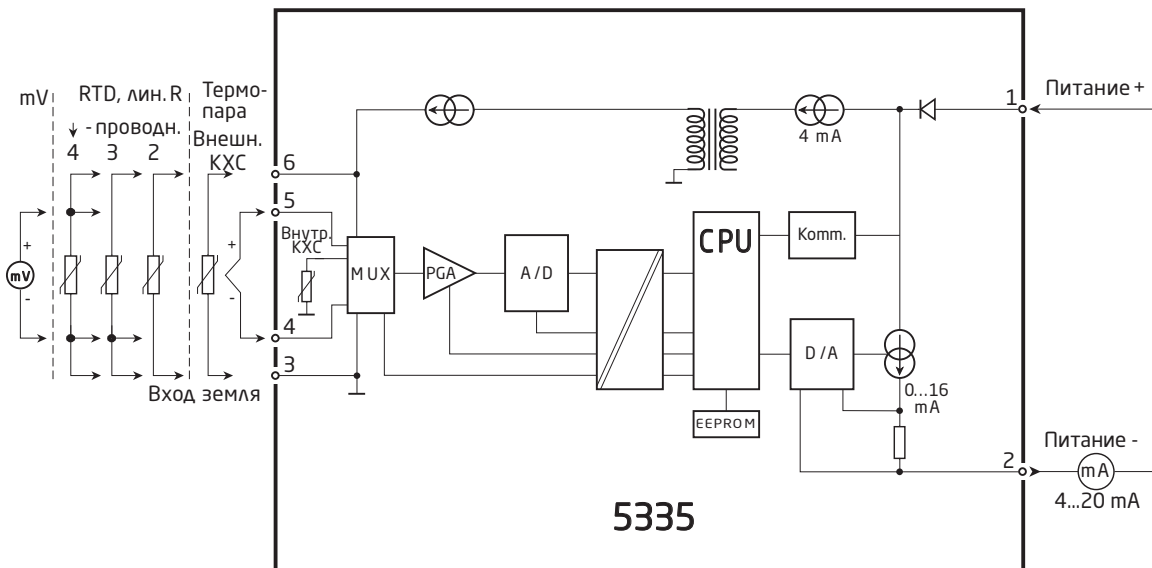 mV
RTD, лин. R
- проводн.
4 3 2
Термо-
пара
Внешн.
КХС
6
5
4
3
Вход земля
+
mV
-
+
-
Внутр.
КХС
MUX
PGA
A/D
CPU
EEPROM
Komm.
D/A
4 mA
0...16
mA
1
Питание +
2
Питание -
mA
4...20 mA
5335